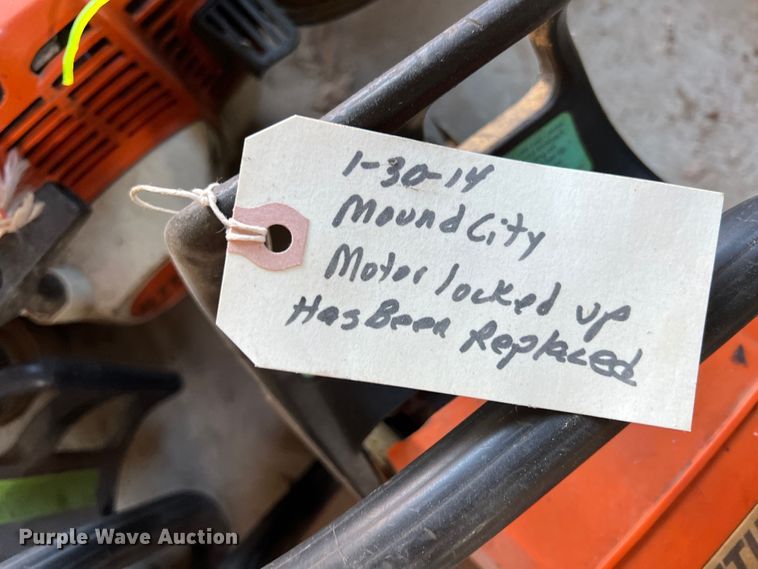 1-30-14
Mound City
Motor locked up
Has Been Replaced
Purple Wave Auction